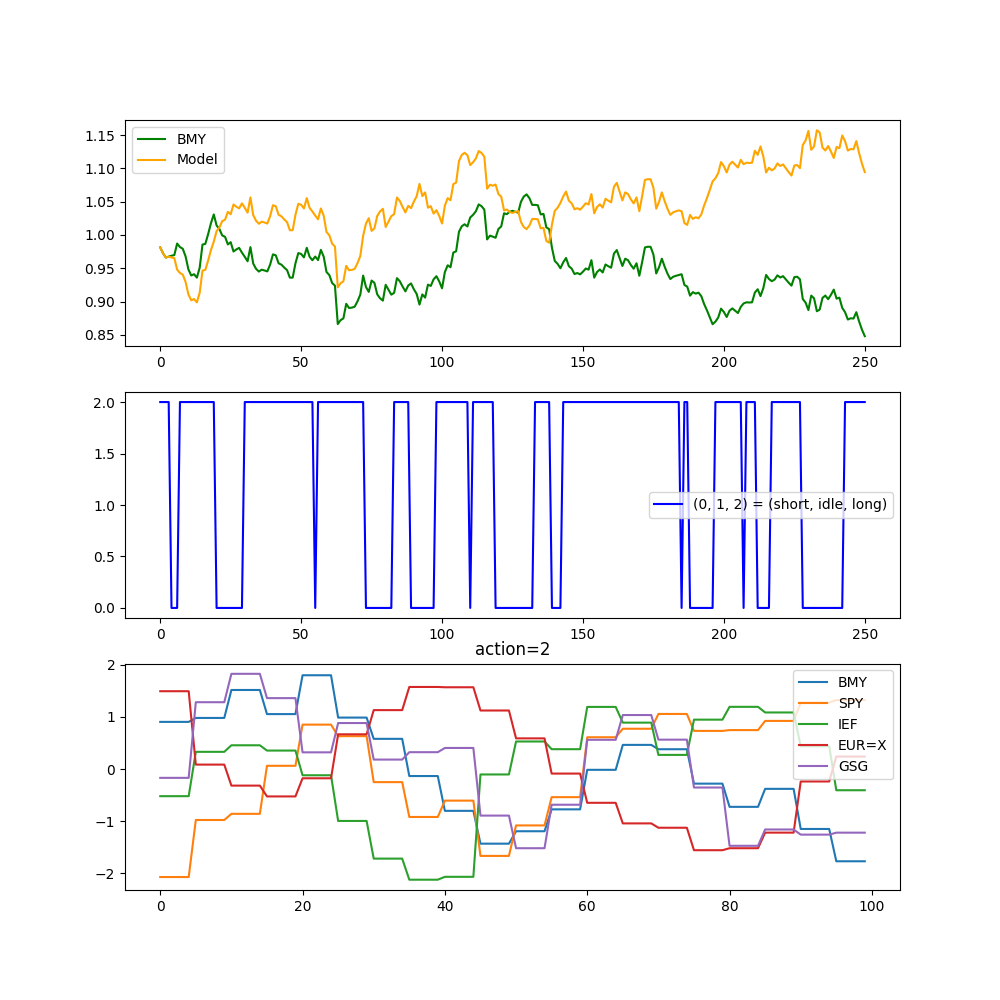 1.15
1.10
1.05
1.00
0.95
0.90
0.85
BMY
Model
0 50 100 150 200 250
2.0
1.5
1.0
0.5
0.0
(0, 1, 2) = (short, idle, long)
0 50 100 150 200 250
action=2
2
1
0
−1
−2
BMY
SPY
IEF
EUR=X
GSG
0 20 40 60 80 100